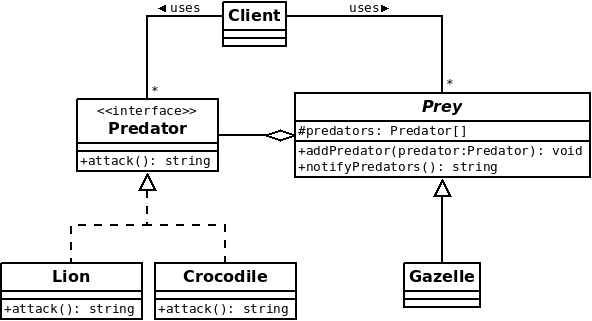 ◄ uses
Client
uses►
*
*
<<interface>>
Predator
+attack(): string
Prey
#predators: Predator[]
+addPredator(predator:Predator): void
+notifyPredators(): string
Lion
+attack(): string
Crocodile
+attack(): string
Gazelle